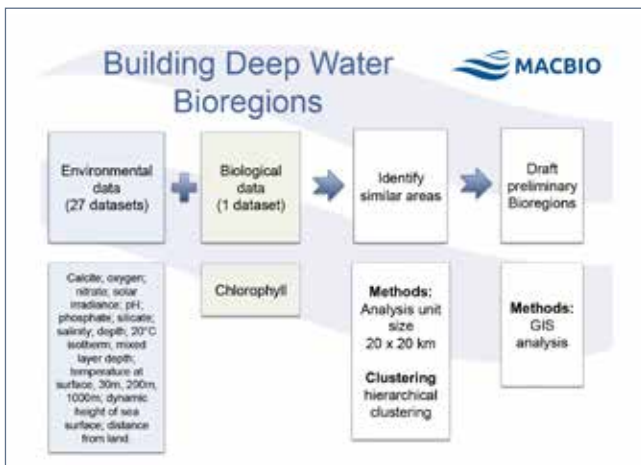 Building Deep Water
Bioregions
MACBIO
Environmental
data
(27 datasets)
Biological
data
(1 dataset)
Identify
similar areas
Draft
preliminary
Bioregions
Calcite; oxygen;
nitrate; solar
irradiance; pH;
phosphate; silicate;
salinity; depth; 20°C
isotherm; mixed
layer depth;
temperature at
surface, 30m, 200m,
1000m; dynamic
height of sea
surface; distance
from land
Chlorophyll
Methods:
Analysis unit
size
20 x 20 km
Clustering
hierarchical
clustering
Methods:
GIS
analysis